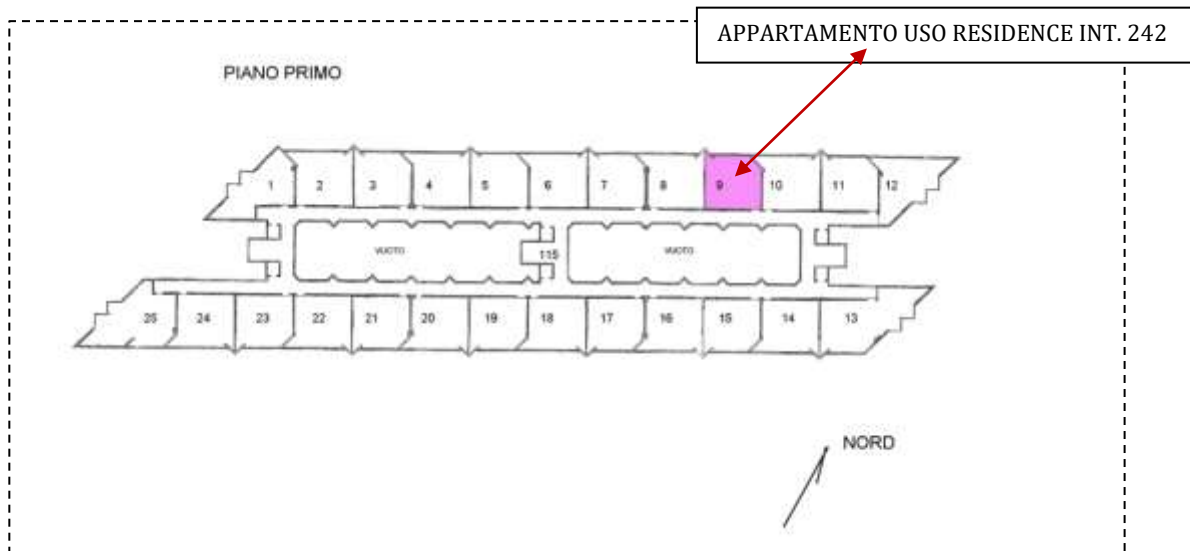 APPARTAMENTO USO RESIDENCE INT. 242
PIANO PRIMO
1 2 3 4 5 6 7 8 9 10 11 12
VUOTO 115 VUOTO
25 24 23 22 21 20 19 18 17 16 15 14 13
NORD